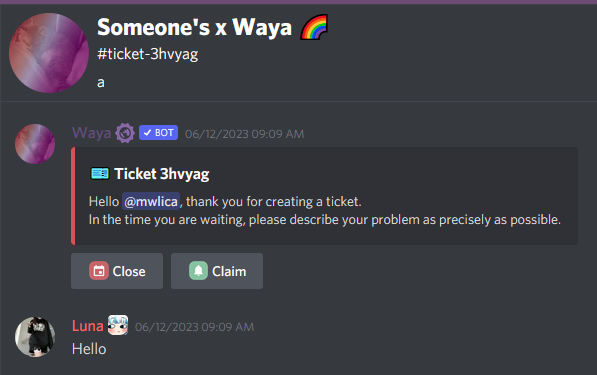 Someone's x Waya 🌈
#ticket-3hvyag
a
Waya ✓ BOT 06/12/2023 09:09 AM
🎫 Ticket 3hvyag
Hello @mwlica, thank you for creating a ticket.
In the time you are waiting, please describe your problem as precisely as possible.
Close Claim
Luna 06/12/2023 09:09 AM
Hello